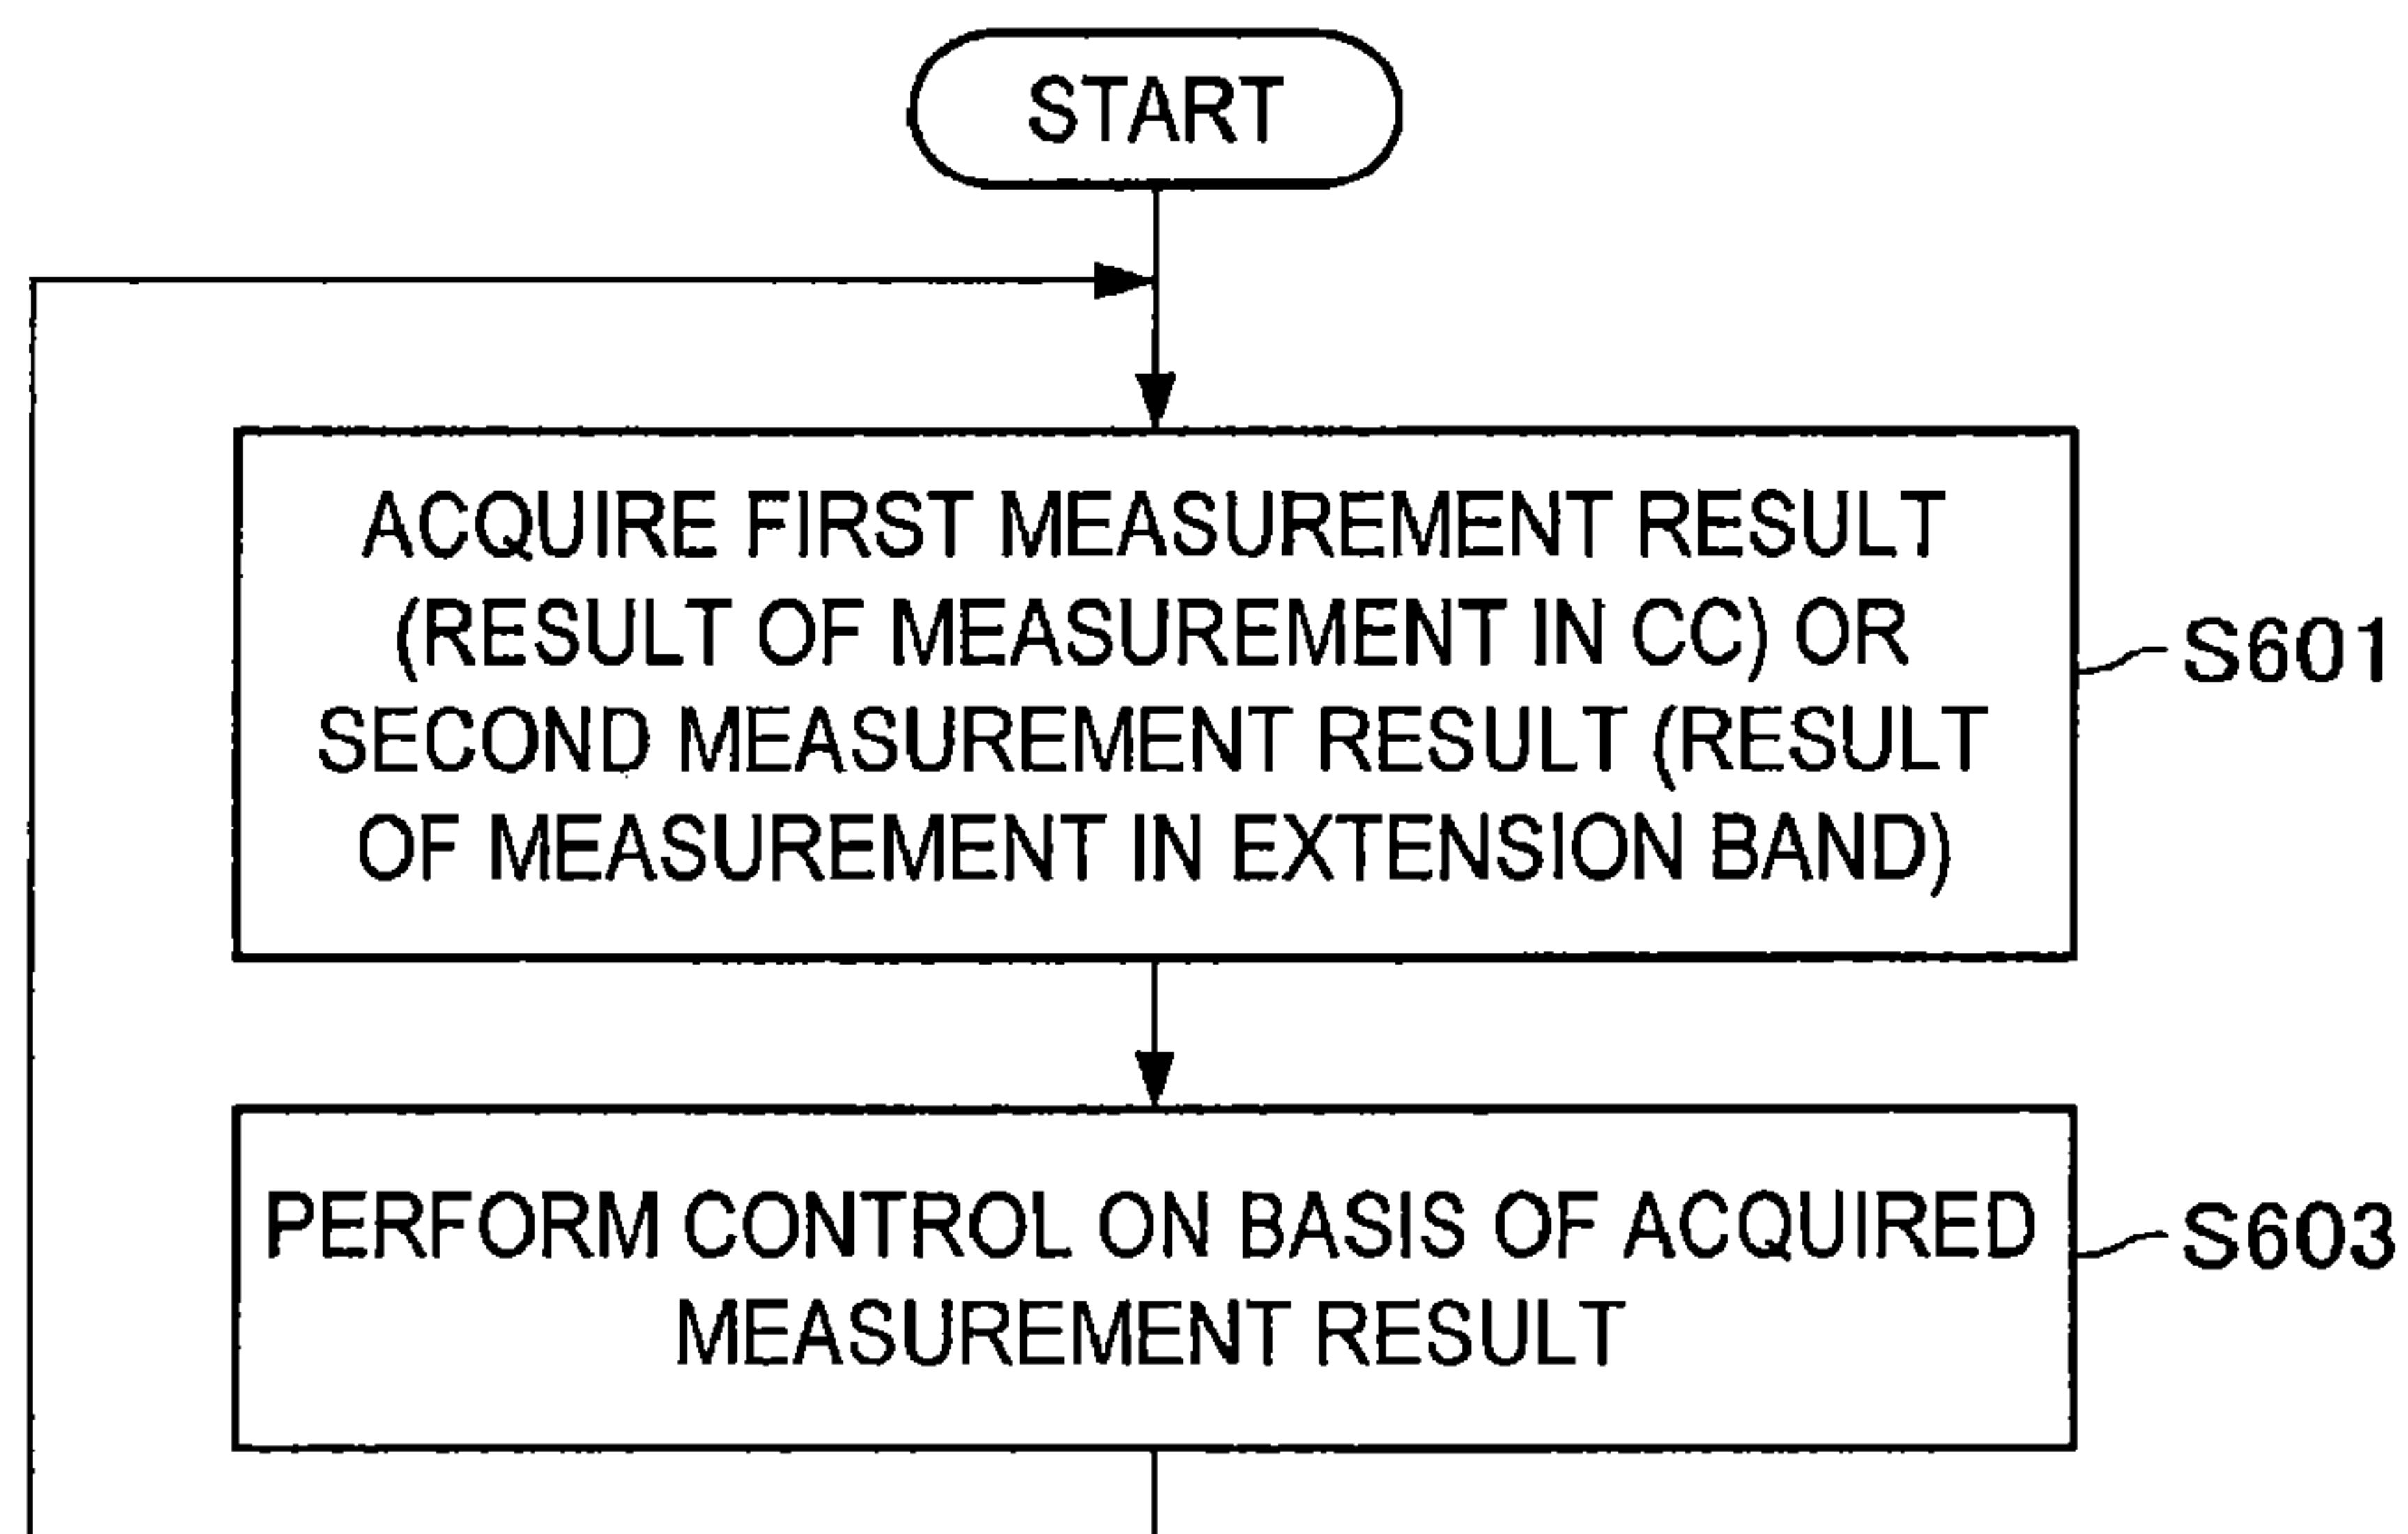 START
ACQUIRE FIRST MEASUREMENT RESULT
(RESULT OF MEASUREMENT IN CC) OR
SECOND MEASUREMENT RESULT (RESULT
OF MEASUREMENT IN EXTENSION BAND)
S601
PERFORM CONTROL ON BASIS OF ACQUIRED
MEASUREMENT RESULT
S603